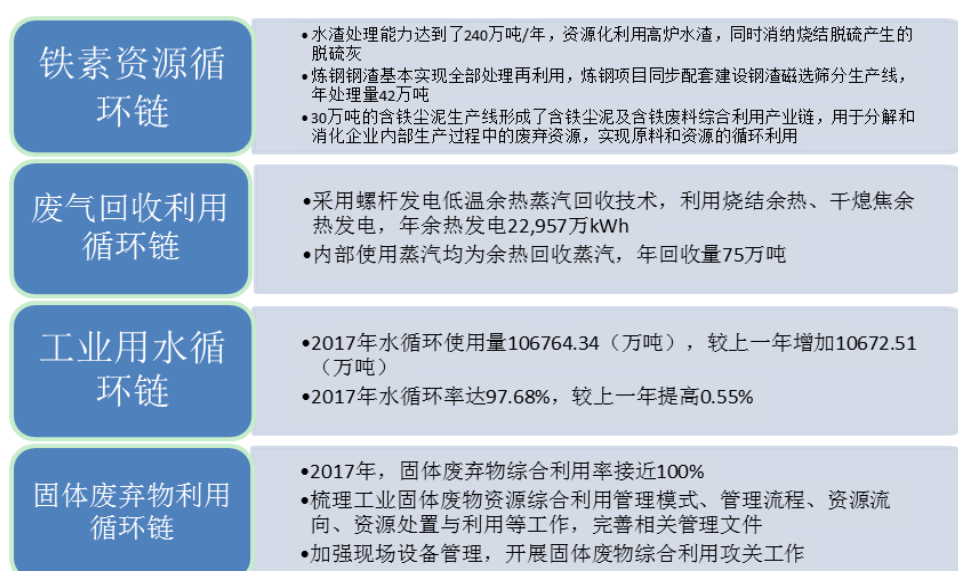 铁素资源循
环链
•水渣处理能力达到了240万吨/年，资源化利用高炉水渣，同时消纳烧结脱硫产生的
脱硫灰
•炼钢钢渣基本实现全部处理再利用，炼钢项目同步配套建设钢渣磁选筛分生产线，
年处理量42万吨
•30万吨的含铁尘泥生产线形成了含铁尘泥及含铁废料综合利用产业链，用于分解和
消化企业内部生产过程中的废弃资源，实现原料和资源的循环利用
废气回收利用
循环链
•采用螺杆发电低温余热蒸汽回收技术，利用烧结余热、干熄焦余
热发电，年余热发电22,957万kWh
•内部使用蒸汽均为余热回收蒸汽，年回收量75万吨
工业用水循
环链
•2017年水循环使用量106764.34（万吨），较上一年增加10672.51
（万吨）
•2017年水循环率达97.68%，较上一年提高0.55%
固体废弃物利用
循环链
•2017年，固体废弃物综合利用率接近100%
•梳理工业固体废物资源综合利用管理模式、管理流程、资源流
向、资源处置与利用等工作，完善相关管理文件
•加强现场设备管理，开展固体废物综合利用攻关工作